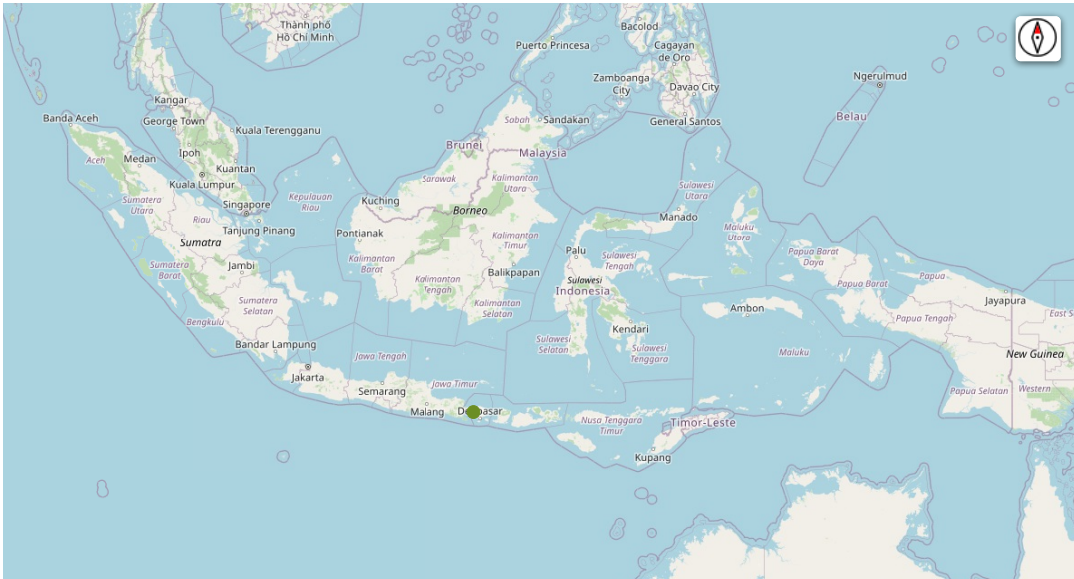 Thành phố
Hồ Chí Minh
Bacolod
Puerto Princesa
Cagayan
de Oro
Zamboanga
City
Davao City
Ngerulmud
Kangar
Banda Aceh
George Town
Kuala Terengganu
Sabah
Sandakan
General Santos
Belau
Ipoh
Brunei
Malaysia
Aceh
Medan
Kuantan
Kuala Lumpur
Sarawak
Kalimantan
Utara
Sulawesi
Utara
Sumatera
Utara
Kepulauan
Riau
Kuching
Singapore
Riau
Borneo
Manado
Tanjung Pinang
Pontianak
Maluku
Utara
Sumatra
Kalimantan
Timur
Palu
Papua Barat
Daya
Sumatera
Barat
Jambi
Kalimantan
Barat
Balikpapan
Sulawesi
Tengah
Sulawesi
Papua
Kalimantan
Tengah
Indonesia
Papua Barat
Sumatera
Selatan
Kalimantan
Selatan
Jayapura
Ambon
Papua Tengah
East S
Bengkulu
Kendari
Bandar Lampung
Sulawesi
Selatan
Sulawesi
Tenggara
Maluku
New Guinea
Jawa Tengah
Jakarta
Jawa Timur
Semarang
Papua Selatan
Western
Malang
Nusa Tenggara
Timur
Timor-Leste
Kupang